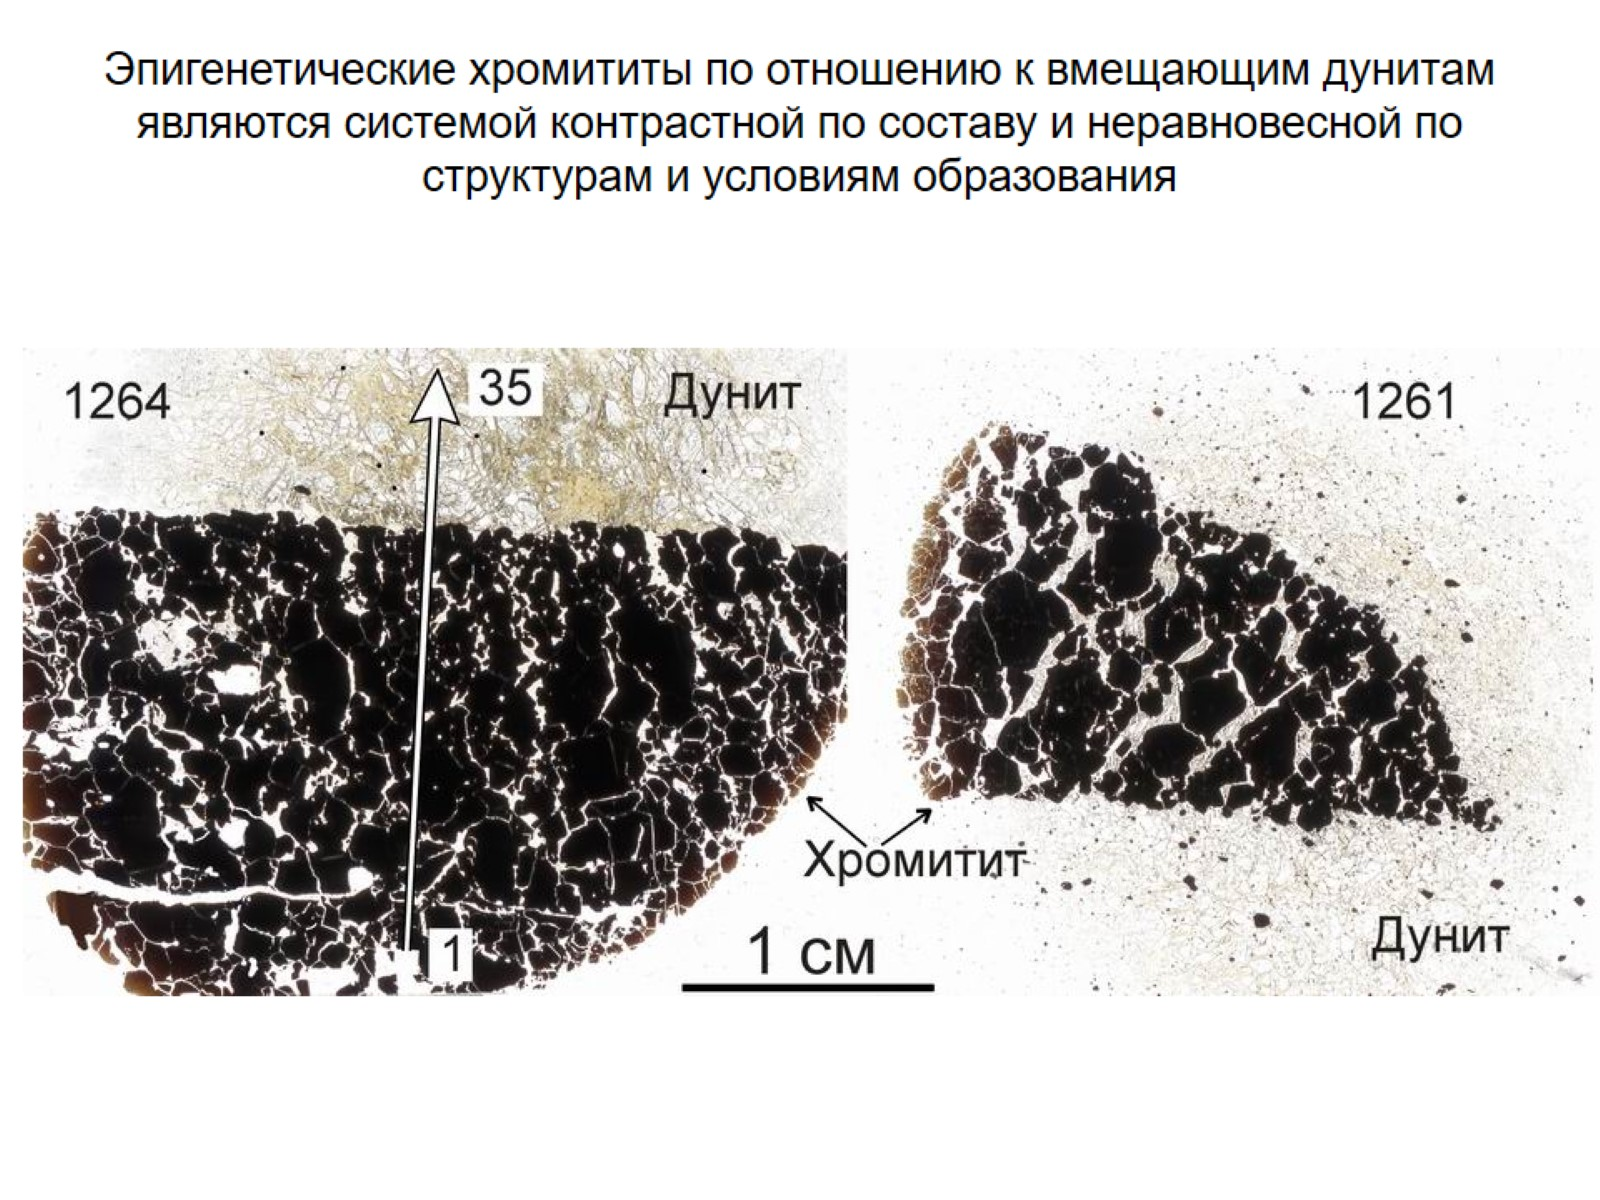 Эпигенетические хромититы по отношению к вмещающим дунитам
являются системой контрастной по составу и неравновесной по
структурам и условиям образования
1264
35
Дунит
1261
Хромитит
1
1 см
Дунит